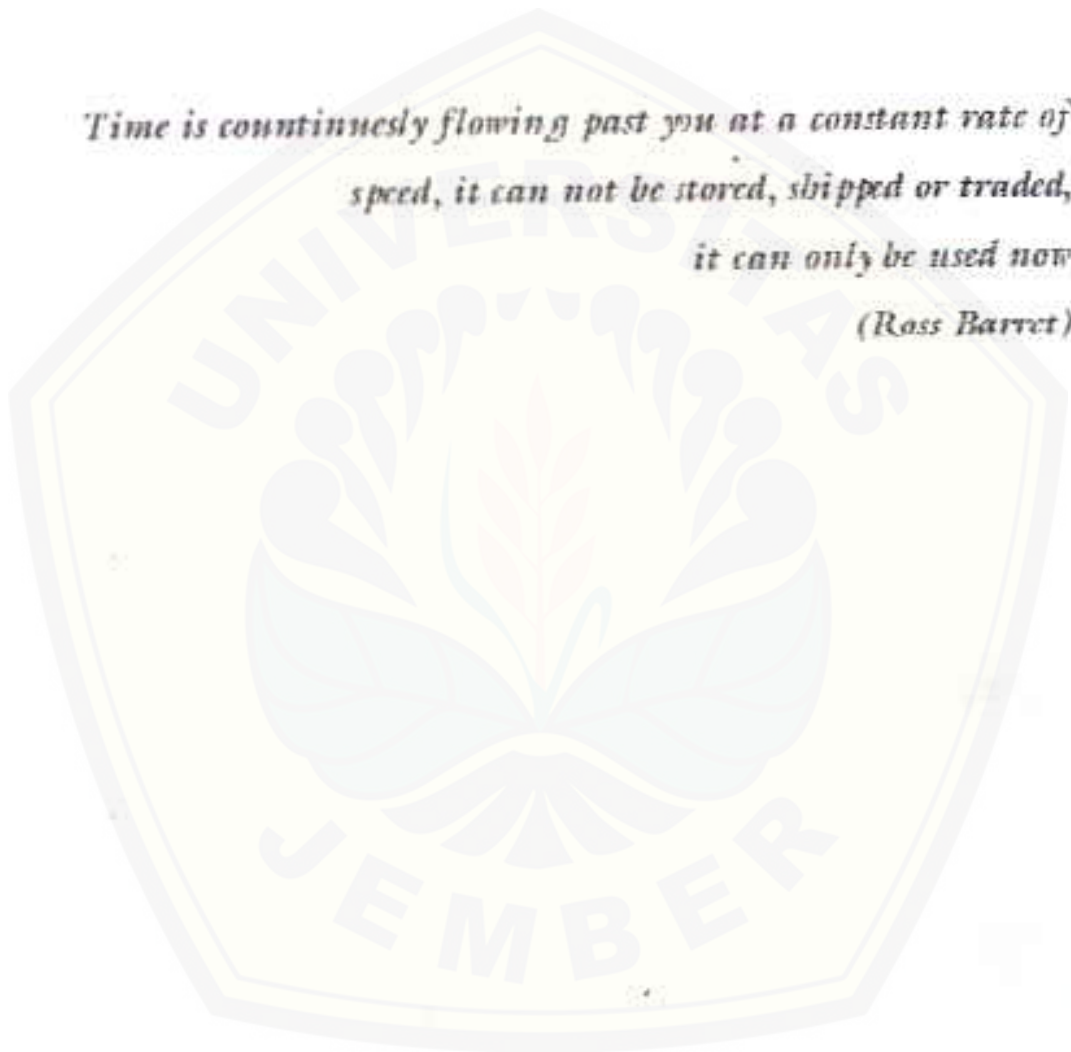 Time is countinuesly flowing past you at a constant rate of
speed, it can not be stored, shipped or traded,
it can only be used now
(Ross Barret)
UNIVERSITAS
JEMBER